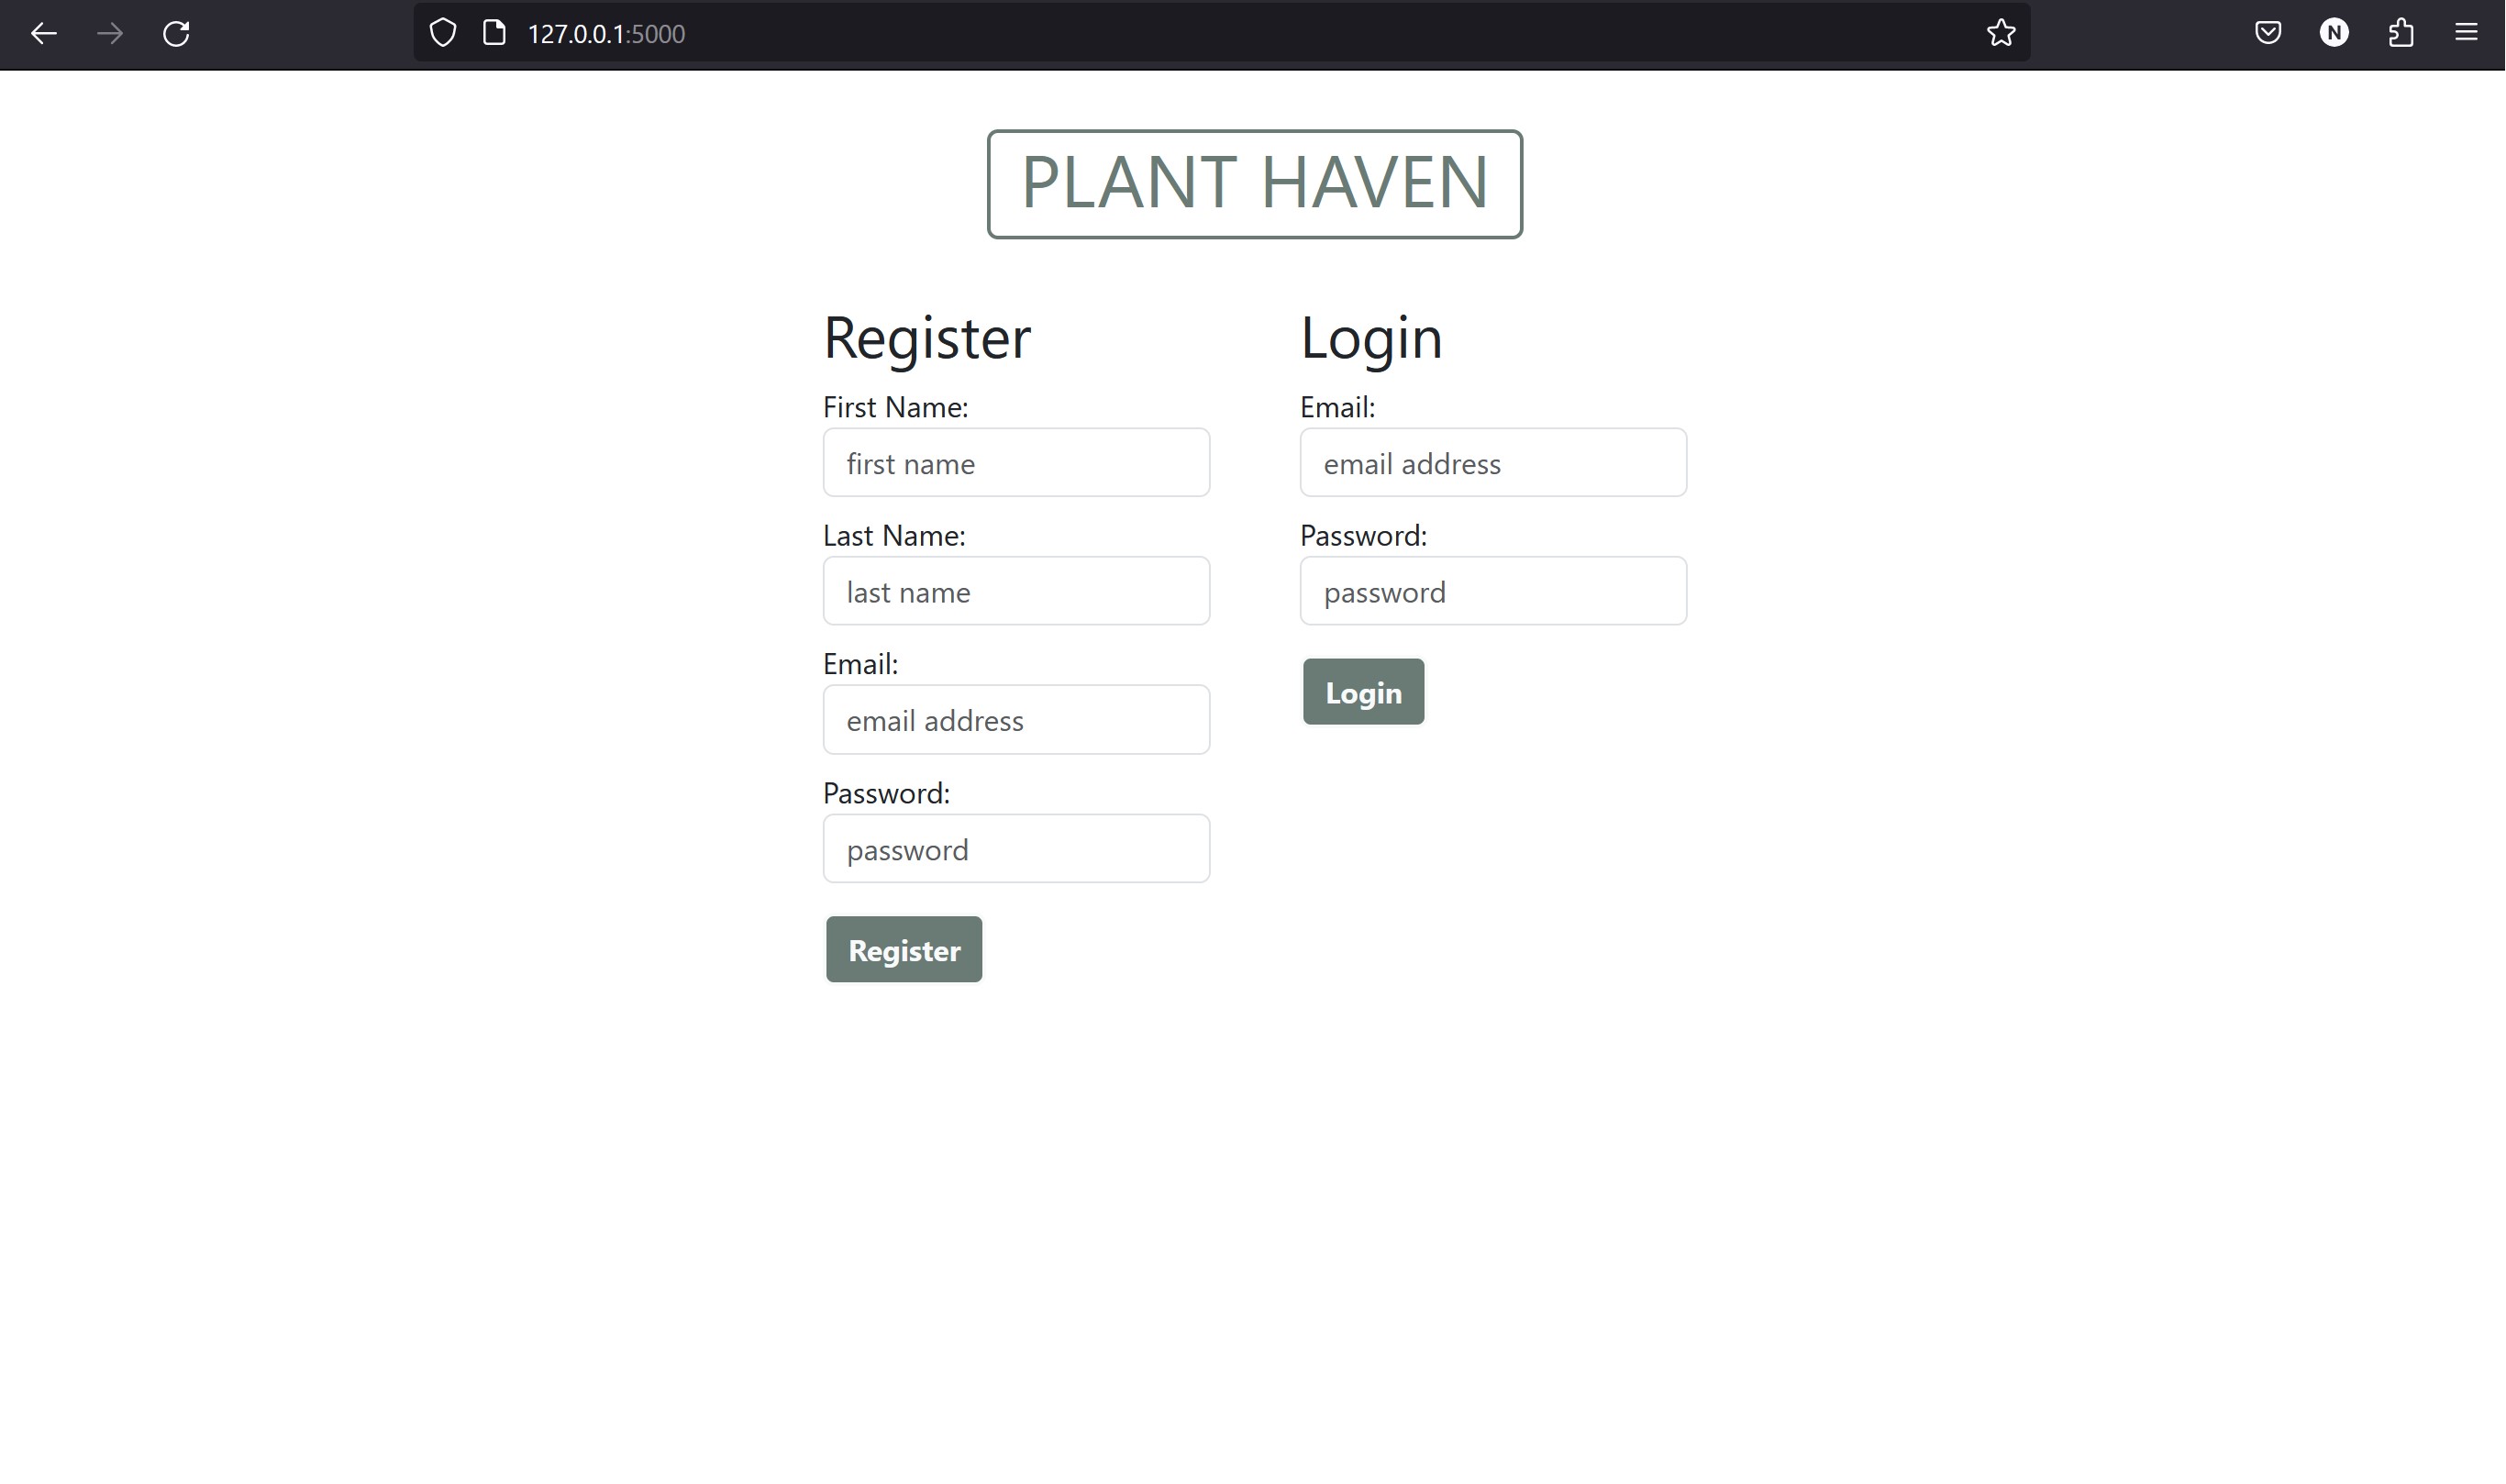 127.0.0.1:5000
N
PLANT HAVEN
Register
First Name:
first name
Last Name:
last name
Email:
email address
Password:
password
Register
Login
Email:
email address
Password:
password
Login